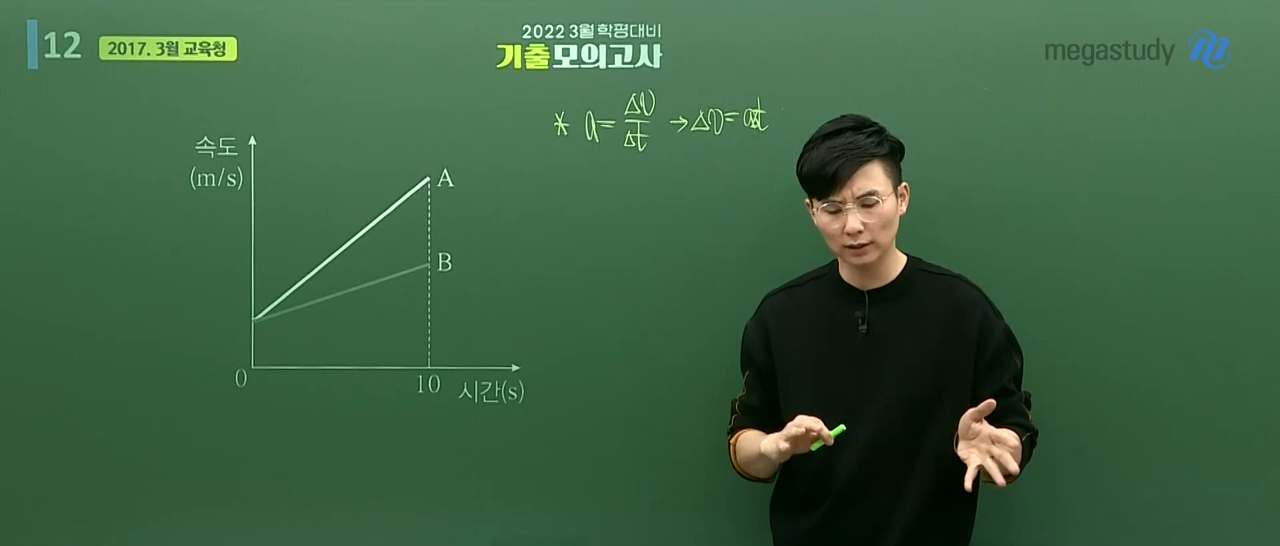 12 2017. 3월 교육청
2022 3월 학평대비
기출모의고사
megastudy
* a = Δv/Δt → Δv = at
속도
(m/s)
A
B
0
10
시간(s)